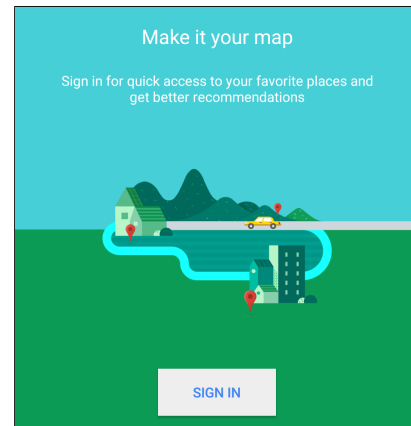 Make it your map
Sign in for quick access to your favorite places and
get better recommendations
SIGN IN